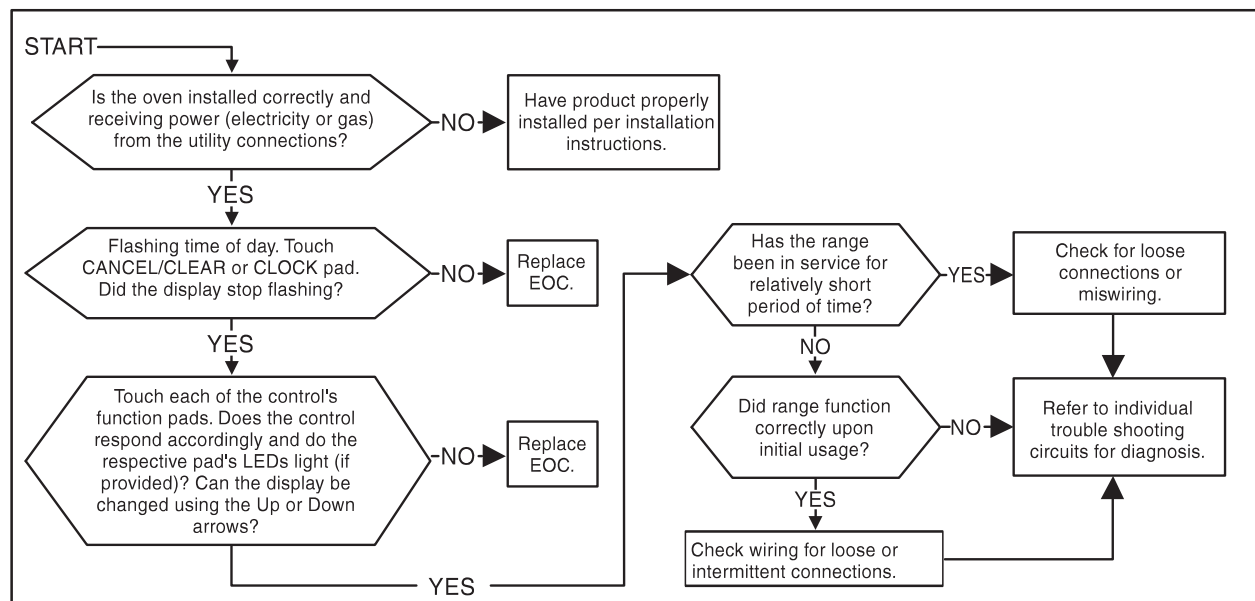 START
Is the oven installed correctly and
receiving power (electricity or gas)
from the utility connections?
NO
Have product properly
installed per installation
instructions.
YES
Flashing time of day. Touch
CANCEL/CLEAR or CLOCK pad.
Did the display stop flashing?
NO
Replace
EOC.
YES
Touch each of the control's
function pads. Does the control
respond accordingly and do the
respective pad's LEDs light (if
provided)? Can the display be
changed using the Up or Down
arrows?
NO
Replace
EOC.
YES
Has the range
been in service for
relatively short
period of time?
YES
Check for loose
connections or
miswiring.
NO
Did range function
correctly upon
initial usage?
NO
Refer to individual
trouble shooting
circuits for diagnosis.
YES
Check wiring for loose or
intermittent connections.